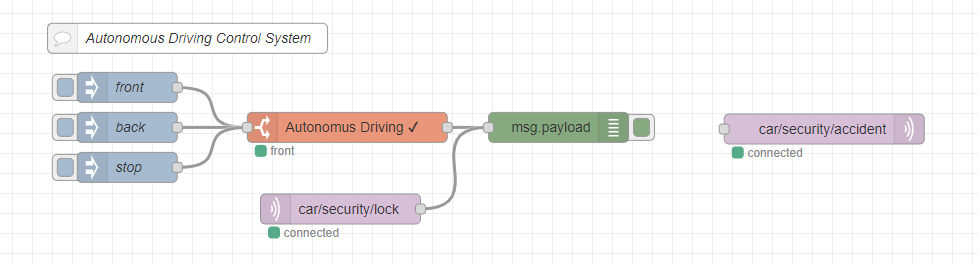 Autonomous Driving Control System
front
back
stop
Autonomus Driving ✓
front
msg.payload
car/security/accident
connected
car/security/lock
connected